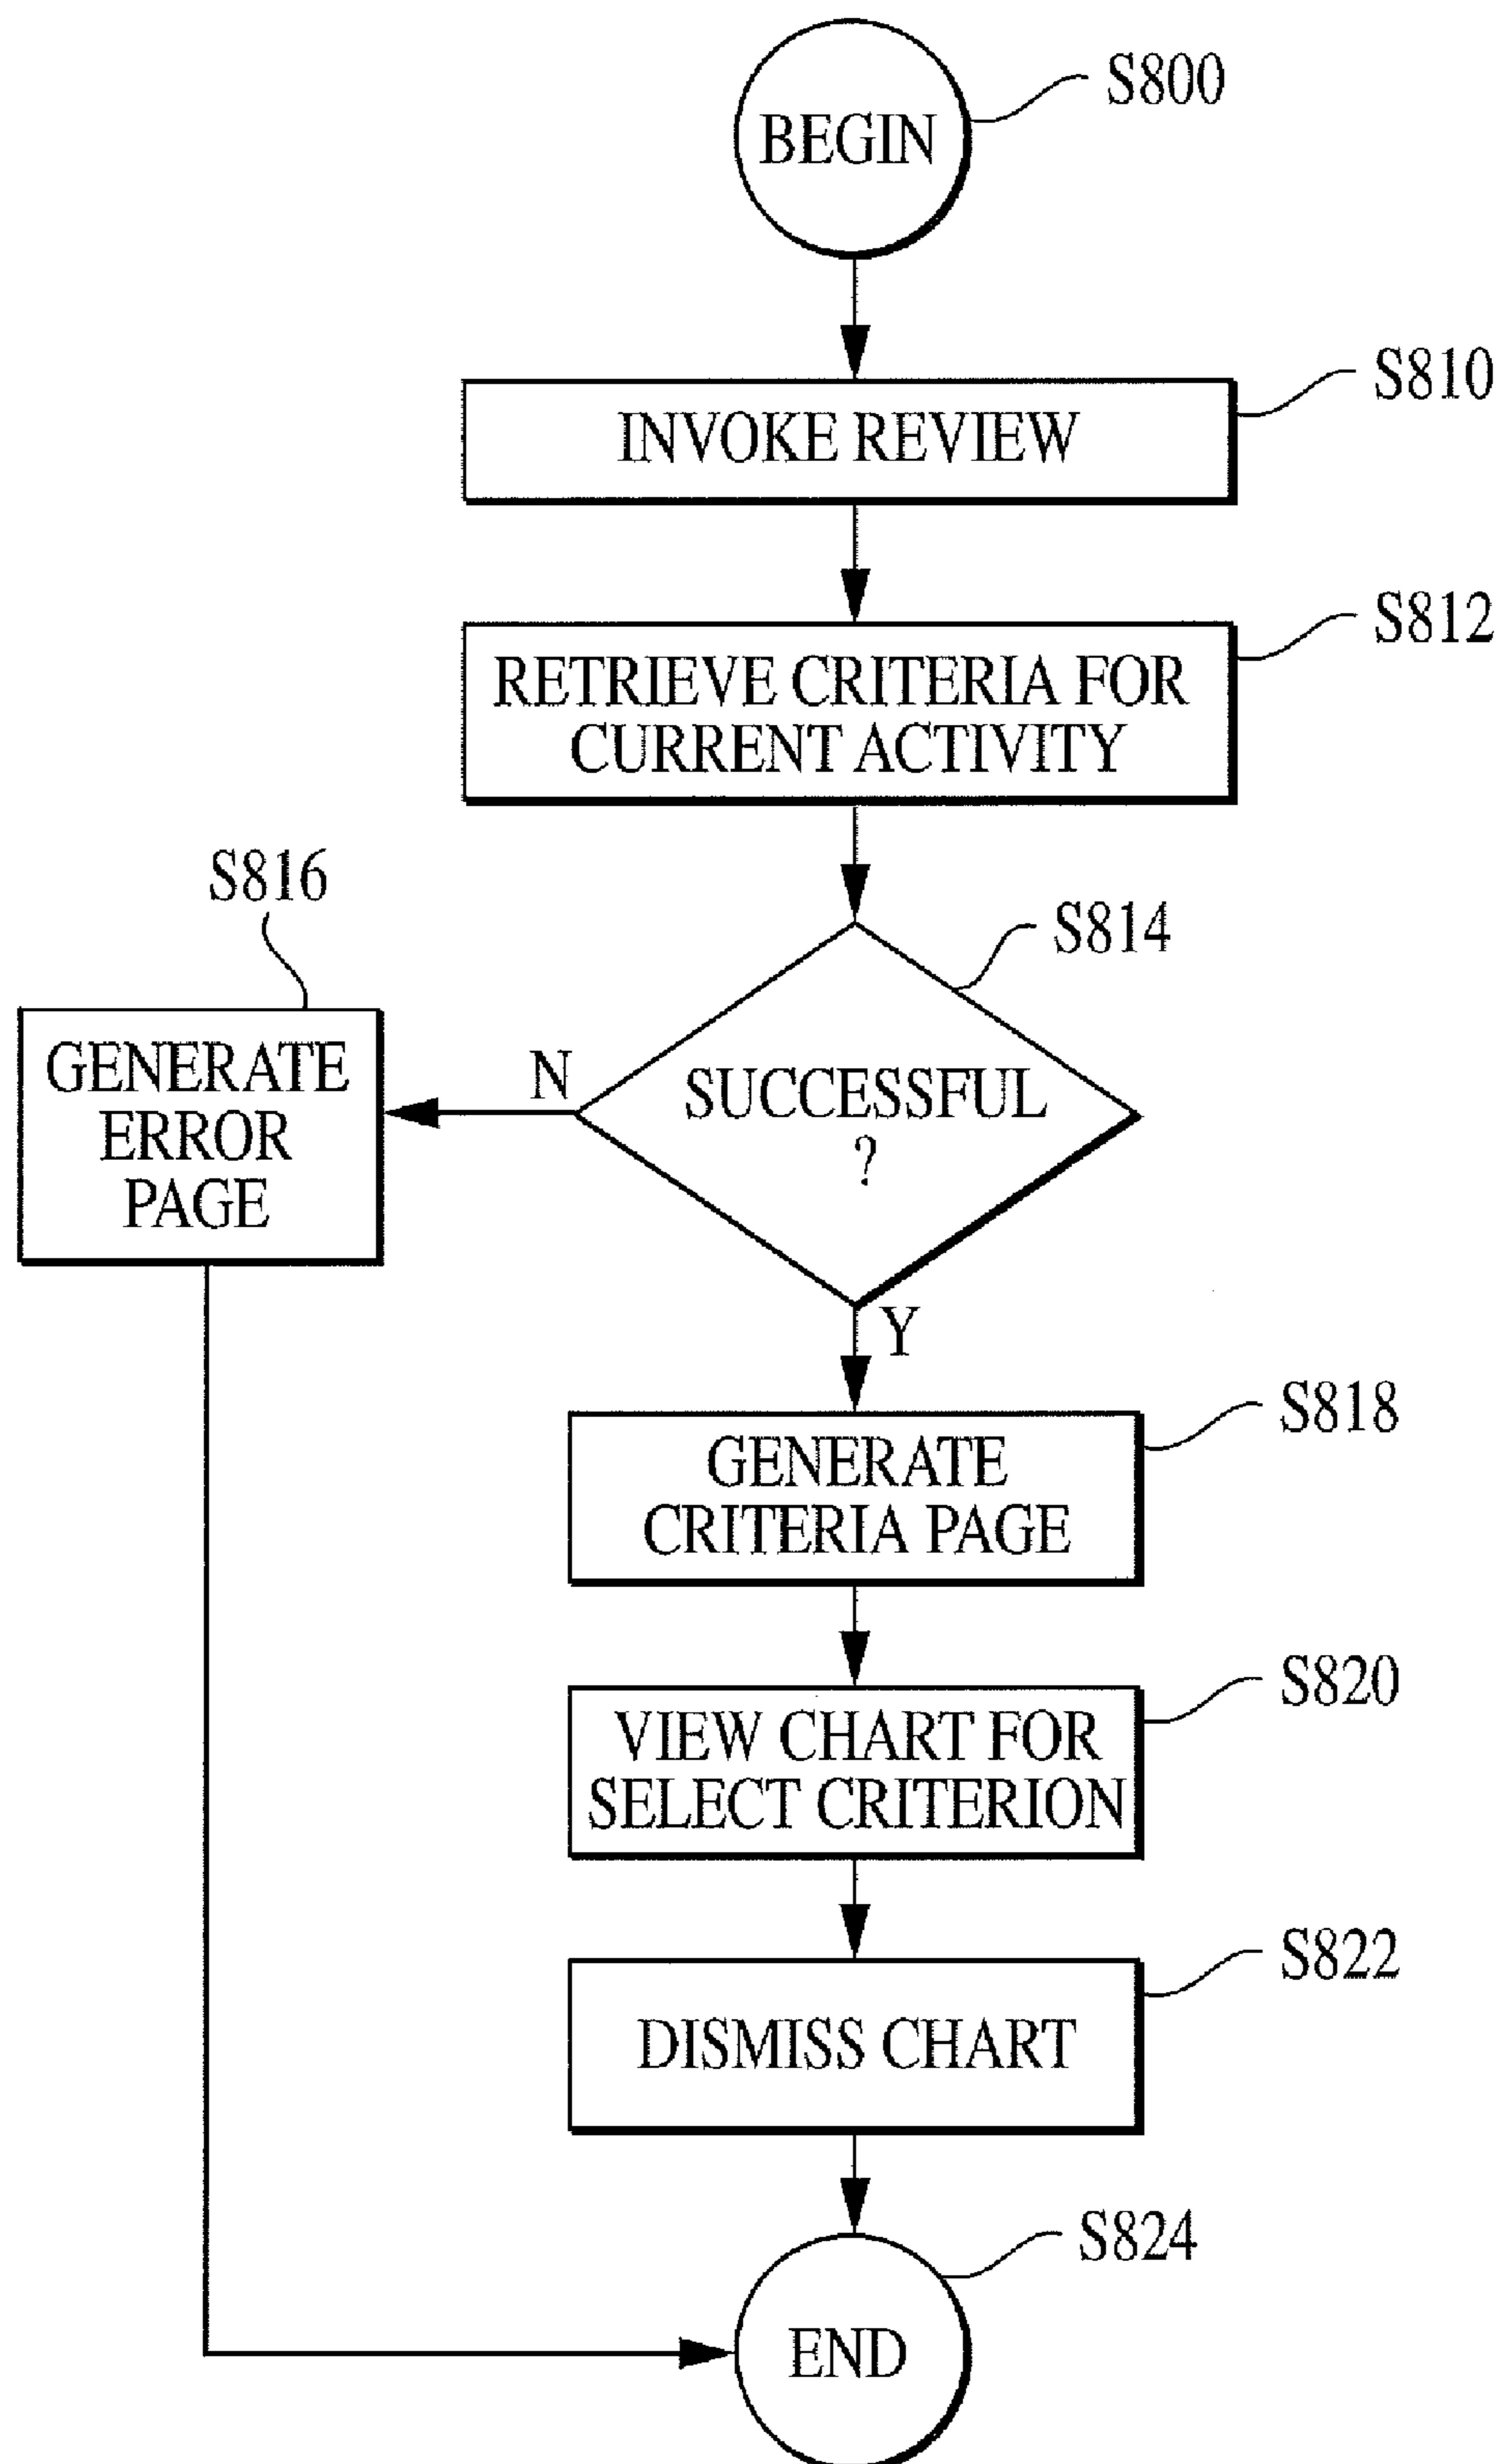 S800
BEGIN
S810
INVOKE REVIEW
S812
RETRIEVE CRITERIA FOR
CURRENT ACTIVITY
S816
S814
GENERATE
ERROR
PAGE
N
SUCCESSFUL
?
Y
S818
GENERATE
CRITERIA PAGE
S820
VIEW CHART FOR
SELECT CRITERION
S822
DISMISS CHART
S824
END